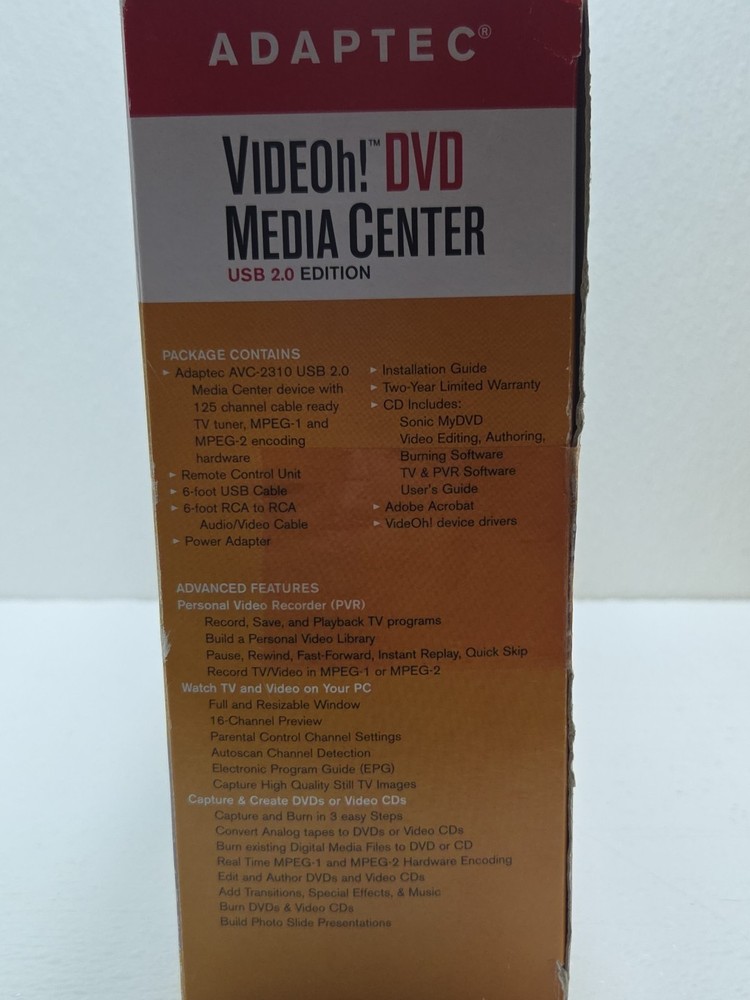 ADAPTEC®
VIDEOh!™ DVD
MEDIA CENTER
USB 2.0 EDITION
PACKAGE CONTAINS
► Adaptec AVC-2310 USB 2.0
Media Center device with
125 channel cable ready
TV tuner, MPEG-1 and
MPEG-2 encoding
hardware
► Remote Control Unit
► 6-foot USB Cable
► 6-foot RCA to RCA
Audio/Video Cable
► Power Adapter
► Installation Guide
► Two-Year Limited Warranty
► CD Includes:
Sonic MyDVD
Video Editing, Authoring,
Burning Software
TV & PVR Software
User's Guide
► Adobe Acrobat
► VideOh! device drivers
ADVANCED FEATURES
Personal Video Recorder (PVR)
Record, Save, and Playback TV programs
Build a Personal Video Library
Pause, Rewind, Fast-Forward, Instant Replay, Quick Skip
Record TV/Video in MPEG-1 or MPEG-2
Watch TV and Video on Your PC
Full and Resizable Window
16-Channel Preview
Parental Control Channel Settings
Autoscan Channel Detection
Electronic Program Guide (EPG)
Capture High Quality Still TV Images
Capture & Create DVDs or Video CDs
Capture and Burn in 3 easy Steps
Convert Analog tapes to DVDs or Video CDs
Burn existing Digital Media Files to DVD or CD
Real Time MPEG-1 and MPEG-2 Hardware Encoding
Edit and Author DVDs and Video CDs
Add Transitions, Special Effects, & Music
Burn DVDs & Video CDs
Build Photo Slide Presentations